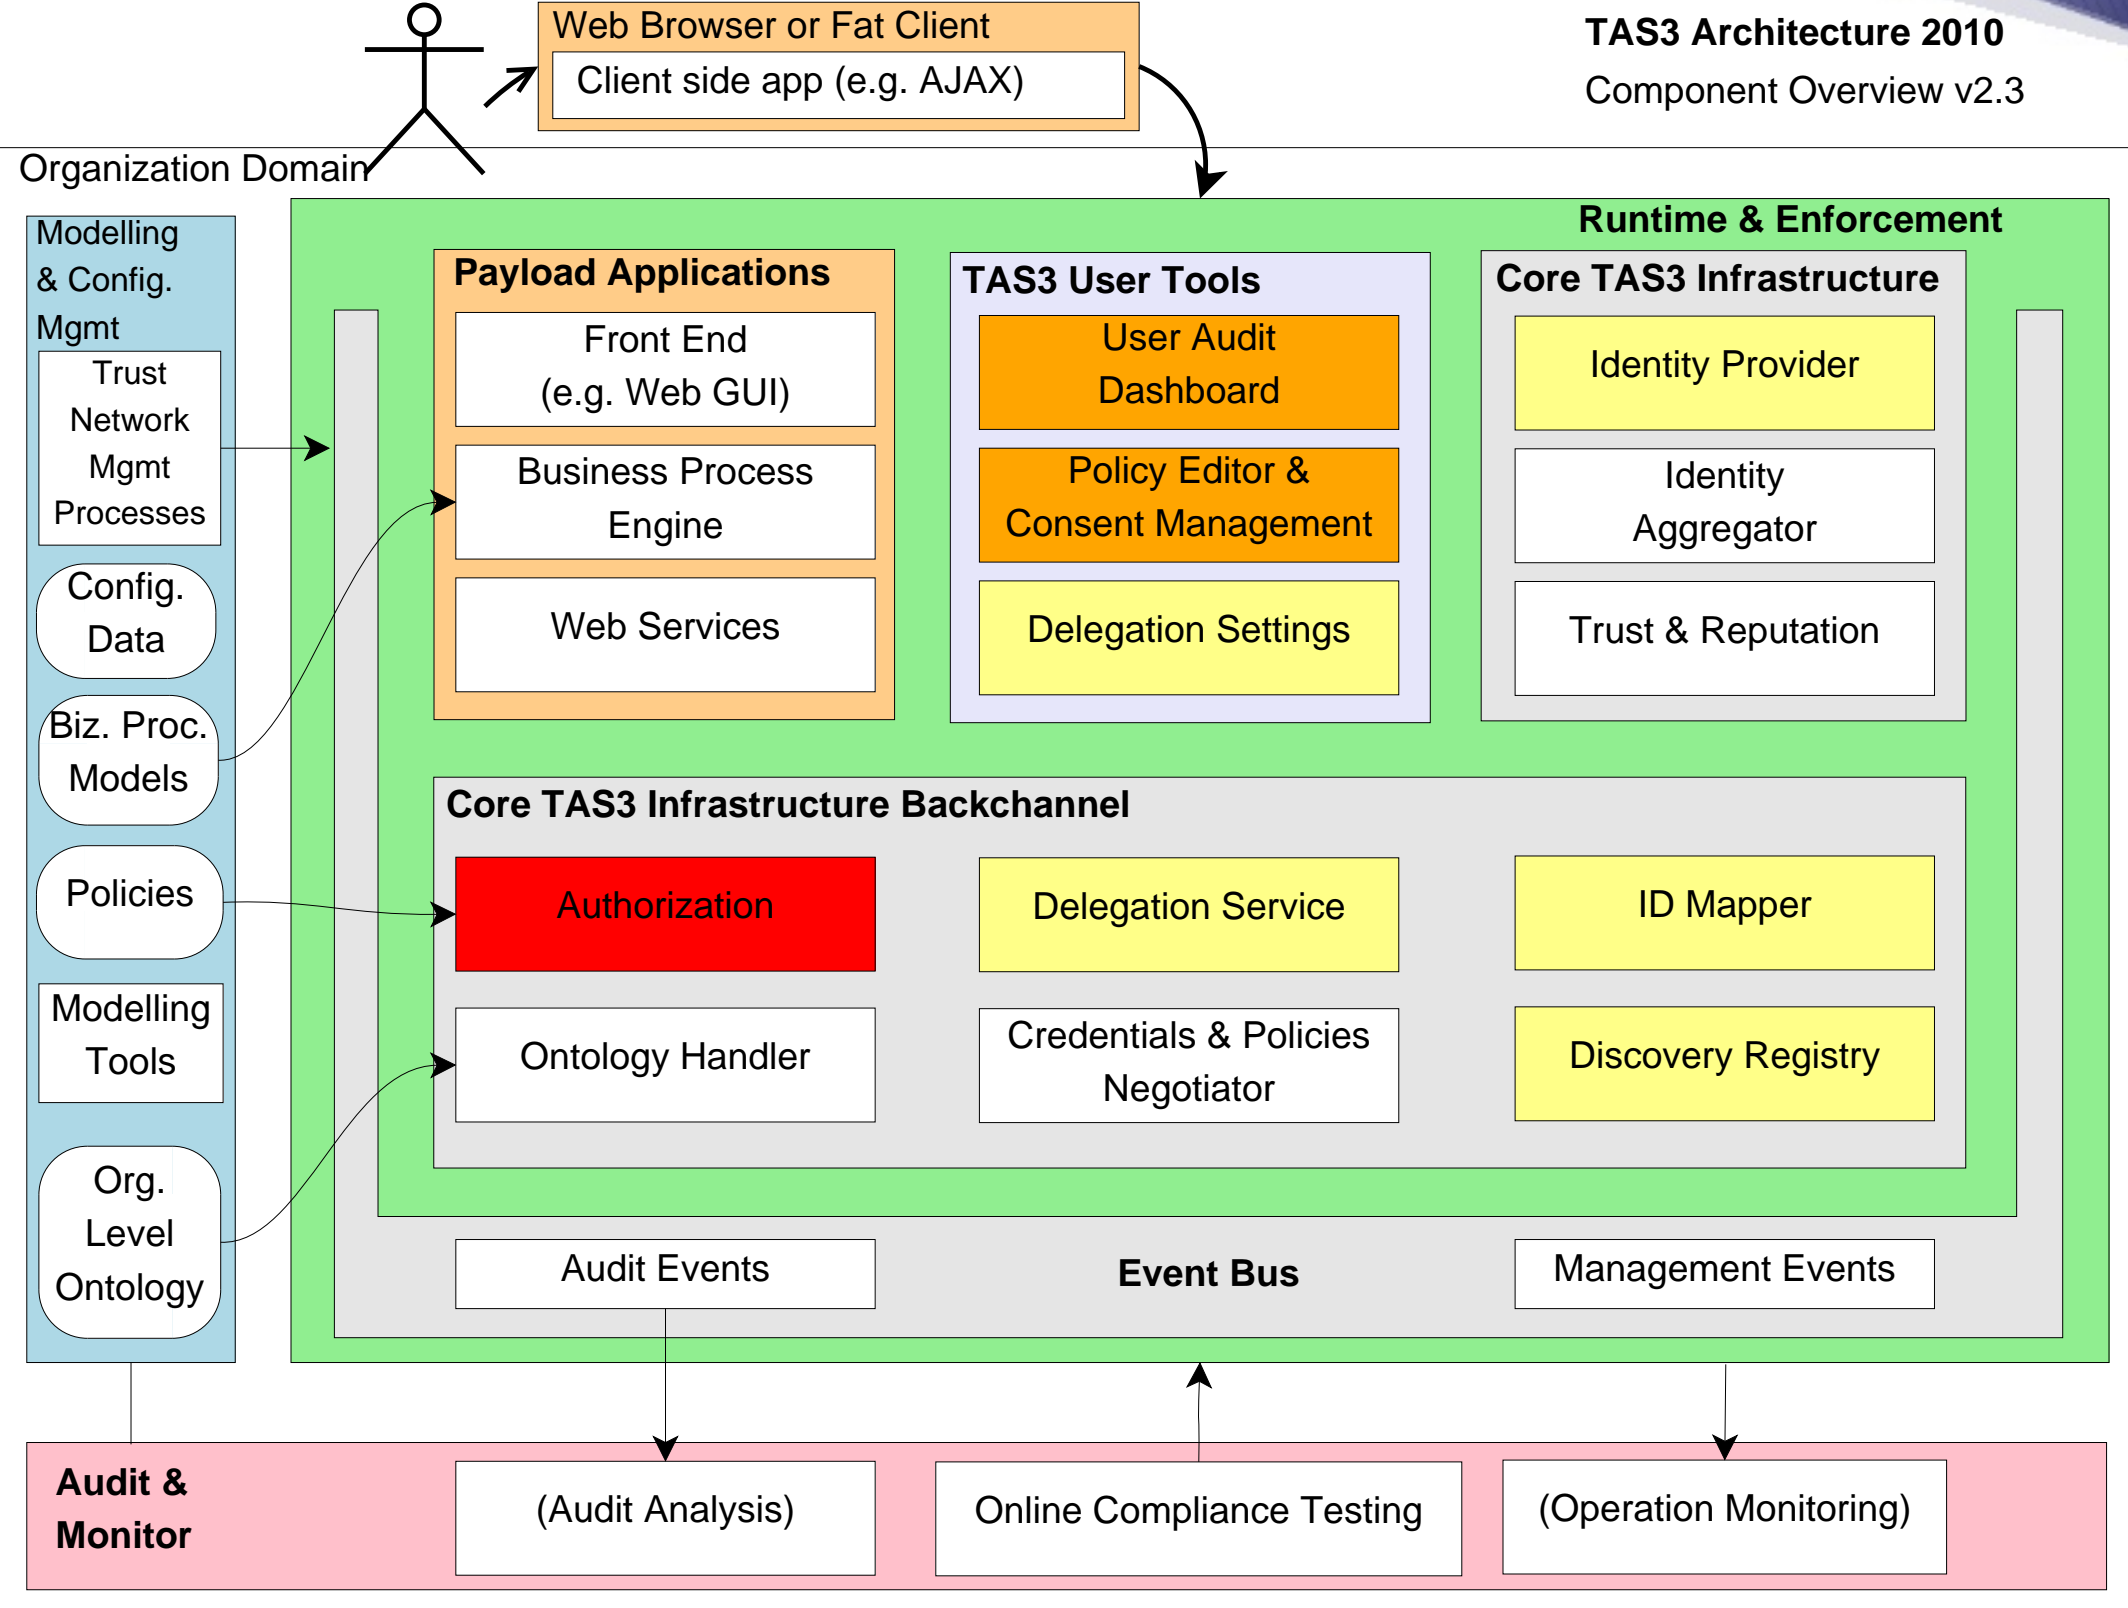 Web Browser or Fat Client
Client side app (e.g. AJAX)
TAS3 Architecture 2010
Component Overview v2.3
Organization Domain
Modelling
& Config.
Mgmt
Trust
Network
Mgmt
Processes
Config.
Data
Biz. Proc.
Models
Policies
Modelling
Tools
Org.
Level
Ontology
Runtime & Enforcement
Payload Applications
Front End
(e.g. Web GUI)
Business Process
Engine
Web Services
TAS3 User Tools
User Audit
Dashboard
Policy Editor &
Consent Management
Delegation Settings
Core TAS3 Infrastructure
Identity Provider
Identity
Aggregator
Trust & Reputation
Core TAS3 Infrastructure Backchannel
Authorization
Delegation Service
ID Mapper
Ontology Handler
Credentials & Policies
Negotiator
Discovery Registry
Audit Events
Event Bus
Management Events
Audit &
Monitor
(Audit Analysis)
Online Compliance Testing
(Operation Monitoring)